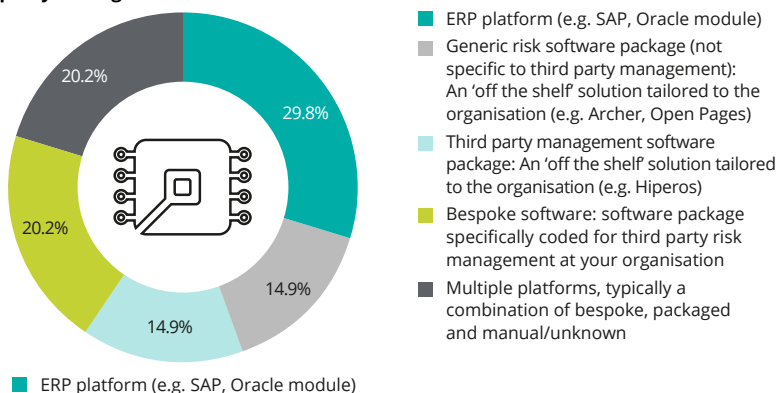 20.2%
29.8%
20.2%
14.9%
14.9%
ERP platform (e.g. SAP, Oracle module)
Generic risk software package (not
specific to third party management):
An ‘off the shelf’ solution tailored to the
organisation (e.g. Archer, Open Pages)
Third party management software
package: An ‘off the shelf’ solution tailored
to the organisation (e.g. Hiperos)
Bespoke software: software package
specifically coded for third party risk
management at your organisation
Multiple platforms, typically a
combination of bespoke, packaged
and manual/unknown
ERP platform (e.g. SAP, Oracle module)